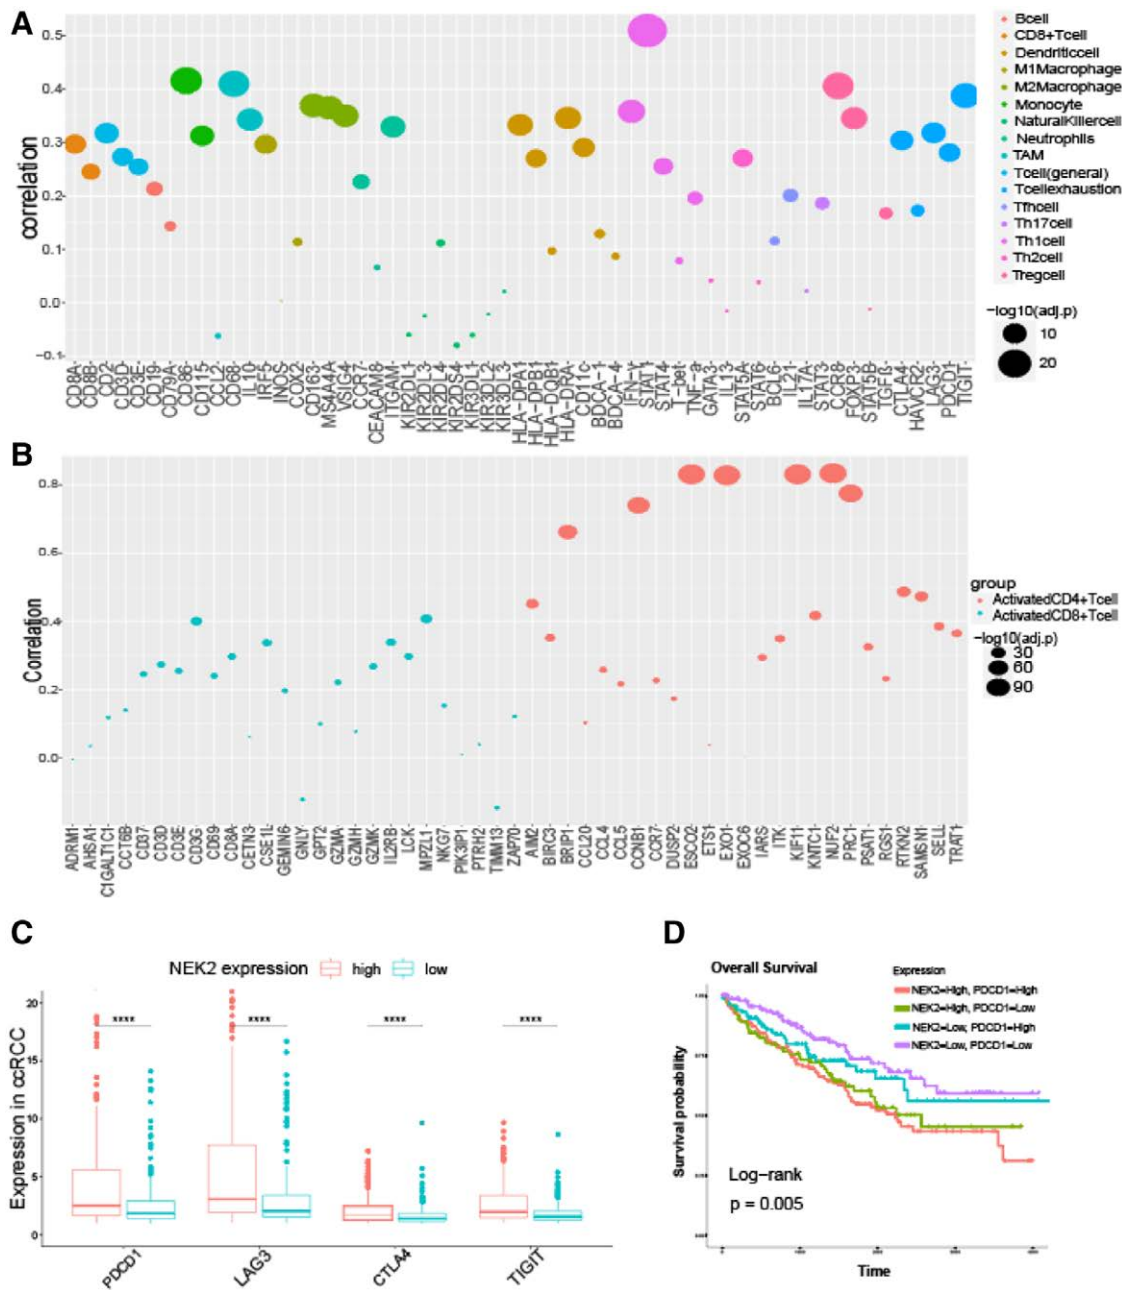 A
0.5
0.4
0.3
0.2
0.1
0.0
−0.1
correlation
CD8A
CD8B
CD2
CD3D
CD3E
CD19
CD79A
CD86
CD115
CCL2
CD68
IL10
IRF5
INOS
COX2
CD163
MS4A4A
VSIG4
CCR7
CEACAM8
ITGAM
KIR2DL1
KIR2DL3
KIR2DL4
KIR2DS4
KIR3DL1
KIR3DL2
KIR3DL3
HLA−DPA1
HLA−DPB1
HLA−DQB1
HLA−DRA
CD11c
BDCA−1
BDCA−4
IFN−γ
STAT1
STAT4
T−bet
TNF−a
GATA3
IL13
STAT5A
STAT6
BCL6
IL21
IL17A
STAT3
CCR8
FOXP3
STAT5B
TGFß
CTLA4
HAVCR2
LAG3
PDCD1
TIGIT
Bcell
CD8+Tcell
Dendriticcell
M1Macrophage
M2Macrophage
Monocyte
NaturalKillercell
Neutrophils
TAM
Tcell(general)
Tcellexhaustion
Tfhcell
Th17cell
Th1cell
Th2cell
Tregcell
−log10(adj.p)
10
20
B
0.8
0.6
0.4
0.2
0.0
Correlation
ADRM1
AHSA1
C1GALT1C1
CCT6B
CD37
CD3D
CD3E
CD3G
CD69
CD8A
CETN3
CSE1L
GEMIN6
GNLY
GPT2
GZMA
GZMH
GZMK
IL2RB
LCK
MPZL1
NKG7
PIK3IP1
PTRH2
TIMM13
ZAP70
AIM2
BIRC3
BRIP1
CCL20
CCL4
CCL5
CCNB1
CCR7
DUSP2
ESCO2
ETS1
EXO1
EXOC6
IARS
ITK
KIF11
KNTC1
NUF2
PRC1
PSAT1
RGS1
RTKN2
SAMSN1
SELL
TRAT1
group
ActivatedCD4+Tcell
ActivatedCD8+Tcell
−log10(adj.p)
30
60
90
C
NEK2 expression high low
Expression in ccRCC
20
15
10
5
0
**** **** **** ****
PDCD1
LAG3
CTLA4
TIGIT
D
Overall Survival
Expression
NEK2=High, PDCD1=High
NEK2=High, PDCD1=Low
NEK2=Low, PDCD1=High
NEK2=Low, PDCD1=Low
Survival probability
Log−rank
p = 0.005
Time